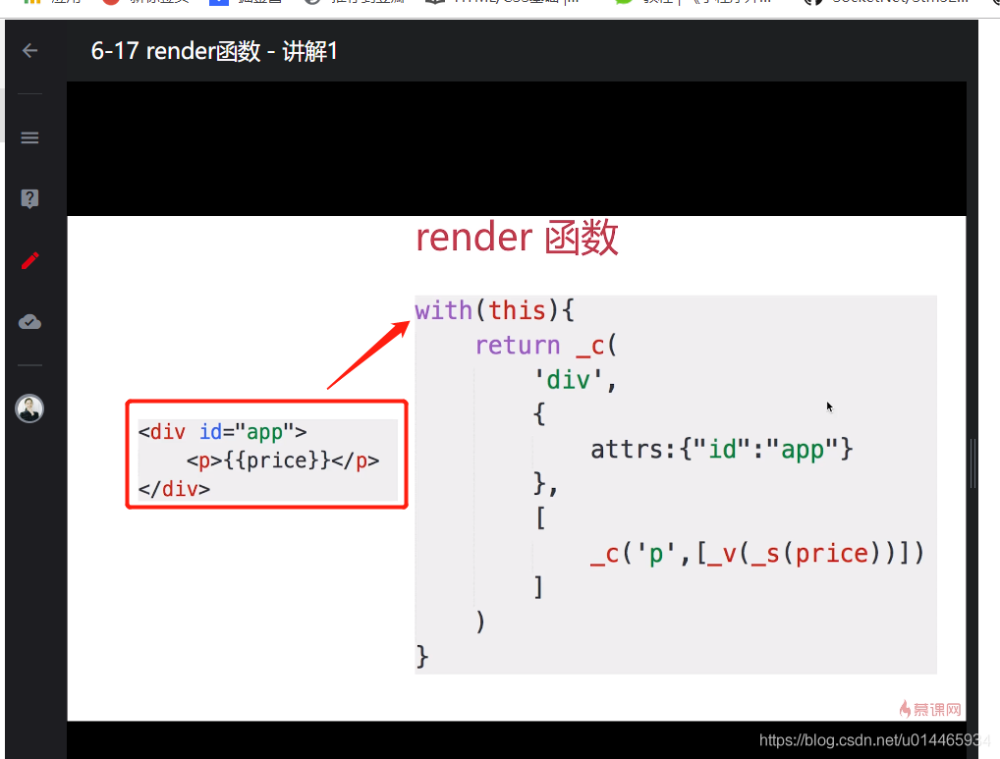 6-17 render函数 - 讲解1
render 函数
with(this){
return _c(
'div',
{
attrs:{"id":"app"}
},
[
_c('p',[_v(_s(price))])
]
)
}
<div id="app">
<p>{{price}}</p>
</div>
慕课网
https://blog.csdn.net/u014465934